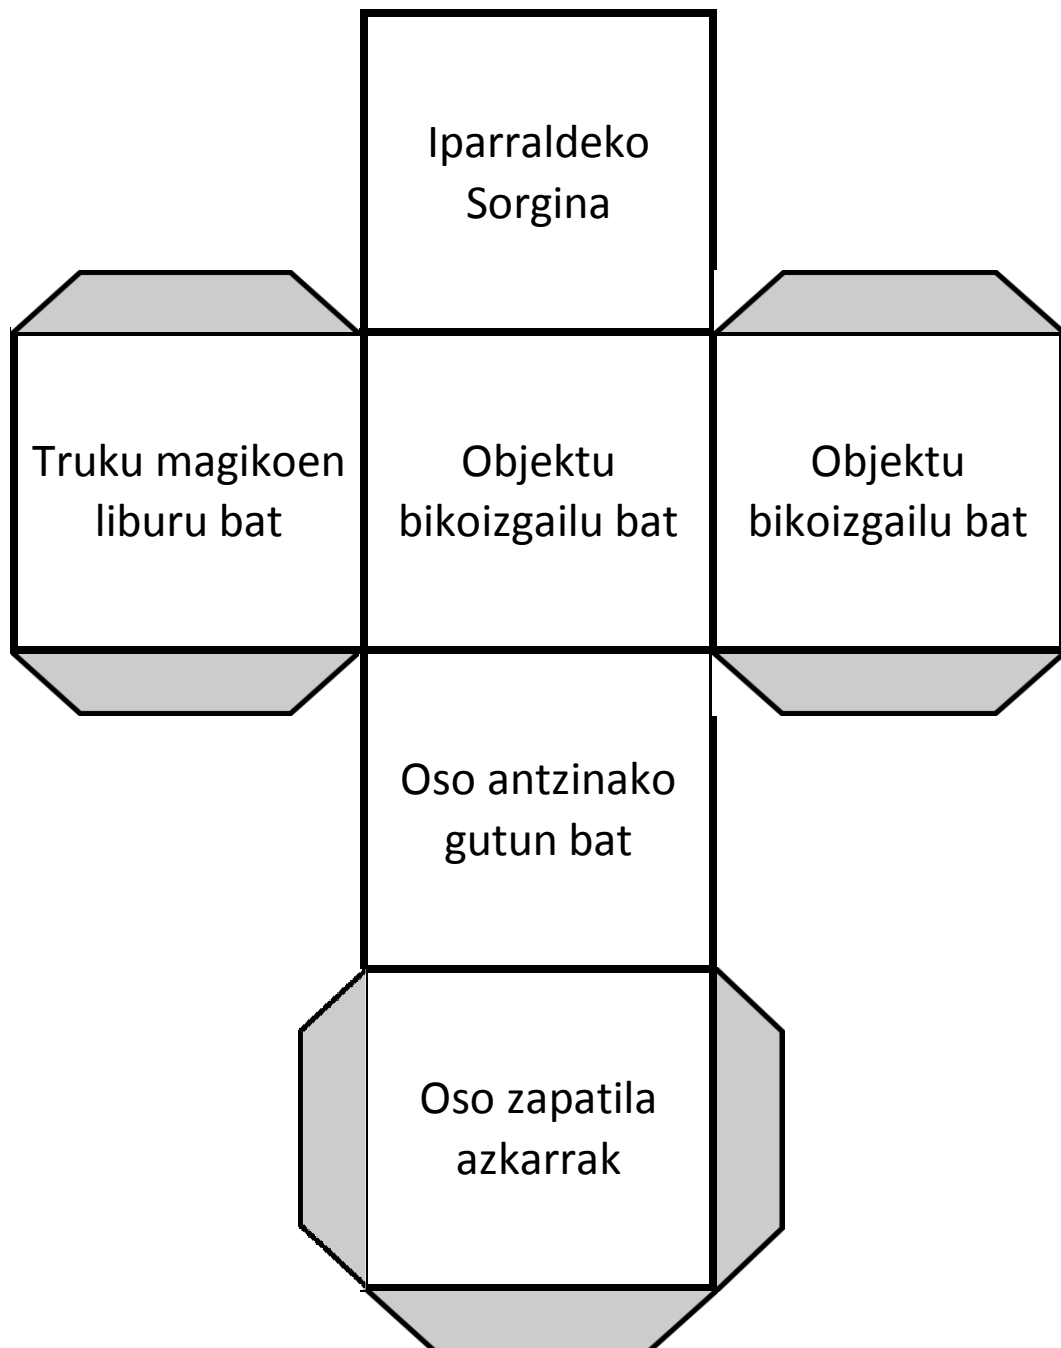 Iparraldeko
Sorgina
Truku magikoen
liburu bat
Objektu
bikoizgailu bat
Objektu
bikoizgailu bat
Oso antzinako
gutun bat
Oso zapatila
azkarrak